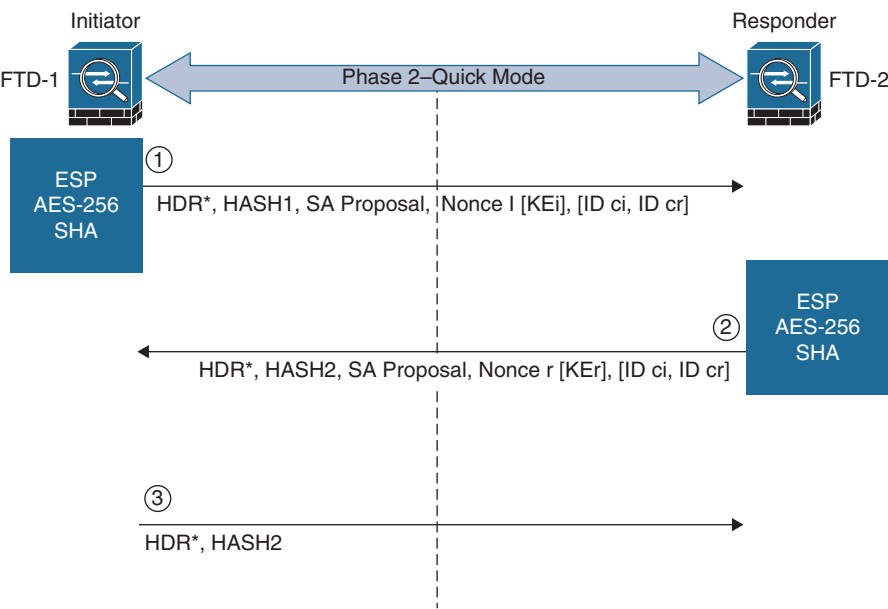 Initiator
Responder
FTD-1
Phase 2–Quick Mode
FTD-2
1
ESP
AES-256
SHA
HDR*, HASH1, SA Proposal, Nonce I [KEi], [ID ci, ID cr]
2
ESP
AES-256
SHA
HDR*, HASH2, SA Proposal, Nonce r [KEr], [ID ci, ID cr]
3
HDR*, HASH2